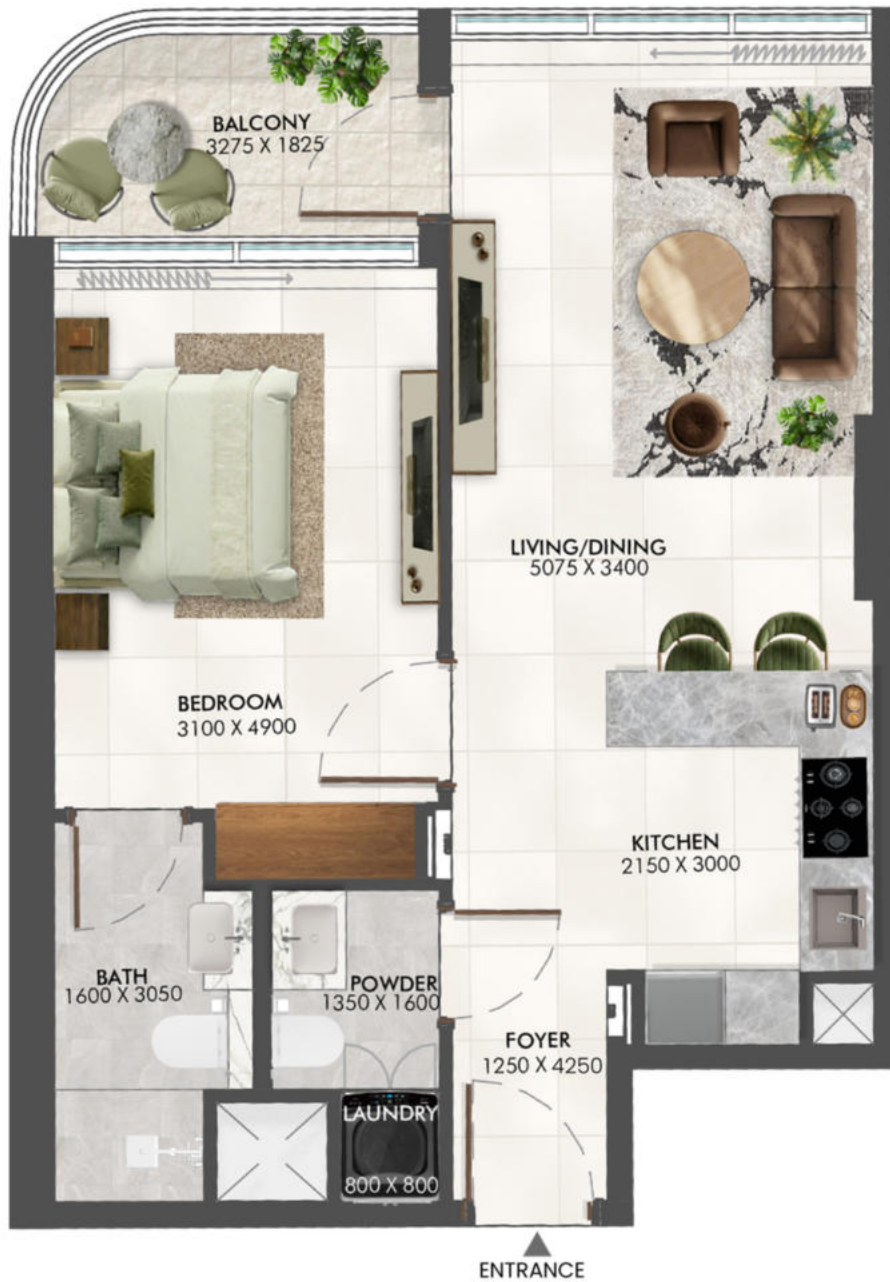 BALCONY
3275 X 1825
LIVING/DINING
5075 X 3400
BEDROOM
3100 X 4900
KITCHEN
2150 X 3000
BATH
1600 X 3050
POWDER
1350 X 1600
FOYER
1250 X 4250
LAUNDRY
800 X 800
ENTRANCE